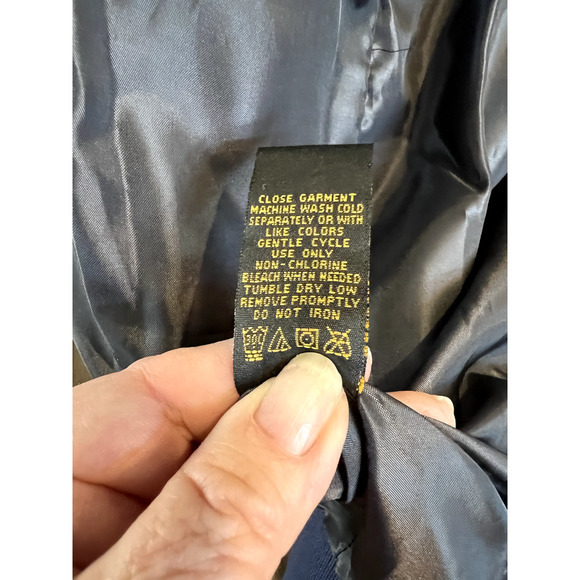 CLOSE GARMENT
MACHINE WASH COLD
SEPARATELY OR WITH
LIKE COLORS
GENTLE CYCLE
USE ONLY
NON-CHLORINE
BLEACH WHEN NEEDED
TUMBLE DRY LOW
REMOVE PROMPTLY
DO NOT IRON
30C